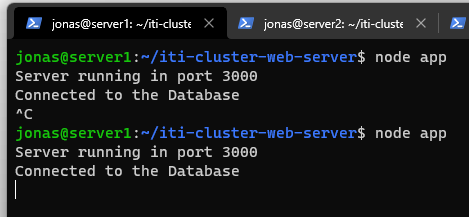 jonas@server1: ~/iti-cluste
jonas@server2: ~/iti-cluste
jonas@server1:~/iti-cluster-web-server$ node app
Server running in port 3000
Connected to the Database
^C
jonas@server1:~/iti-cluster-web-server$ node app
Server running in port 3000
Connected to the Database